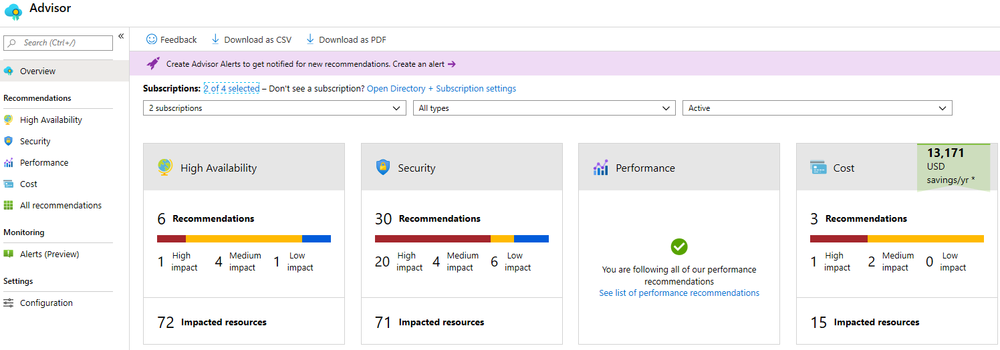 Advisor
Search (Ctrl+/)
«
Overview
Recommendations
High Availability
Security
Performance
Cost
All recommendations
Monitoring
Alerts (Preview)
Settings
Configuration
Feedback
Download as CSV
Download as PDF
Create Advisor Alerts to get notified for new recommendations. Create an alert →
Subscriptions: 2 of 4 selected – Don't see a subscription? Open Directory + Subscription settings
2 subscriptions
All types
Active
High Availability
6 Recommendations
1 High impact
4 Medium impact
1 Low impact
72 Impacted resources
Security
30 Recommendations
20 High impact
4 Medium impact
6 Low impact
71 Impacted resources
Performance
You are following all of our performance
recommendations
See list of performance recommendations
Cost
13,171
USD
savings/yr *
3 Recommendations
1 High impact
2 Medium impact
0 Low impact
15 Impacted resources